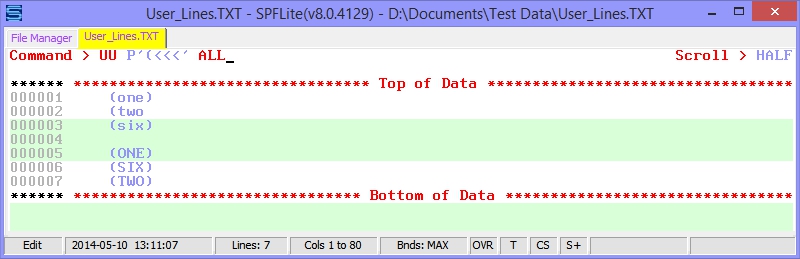 User_Lines.TXT - SPFLite(v8.0.4129) - D:\Documents\Test Data\User_Lines.TXT
File Manager User_Lines.TXT
Command > UU P'(<<<' ALL_ Scroll > HALF
****** ********************************* Top of Data *********************************
000001 (one)
000002 (two
000003 (six)
000004
000005 (ONE)
000006 (SIX)
000007 (TWO)
****** ******************************** Bottom of Data ********************************
Edit 2014-05-10 13:11:07 Lines: 7 Cols 1 to 80 Bnds: MAX OVR T CS S+